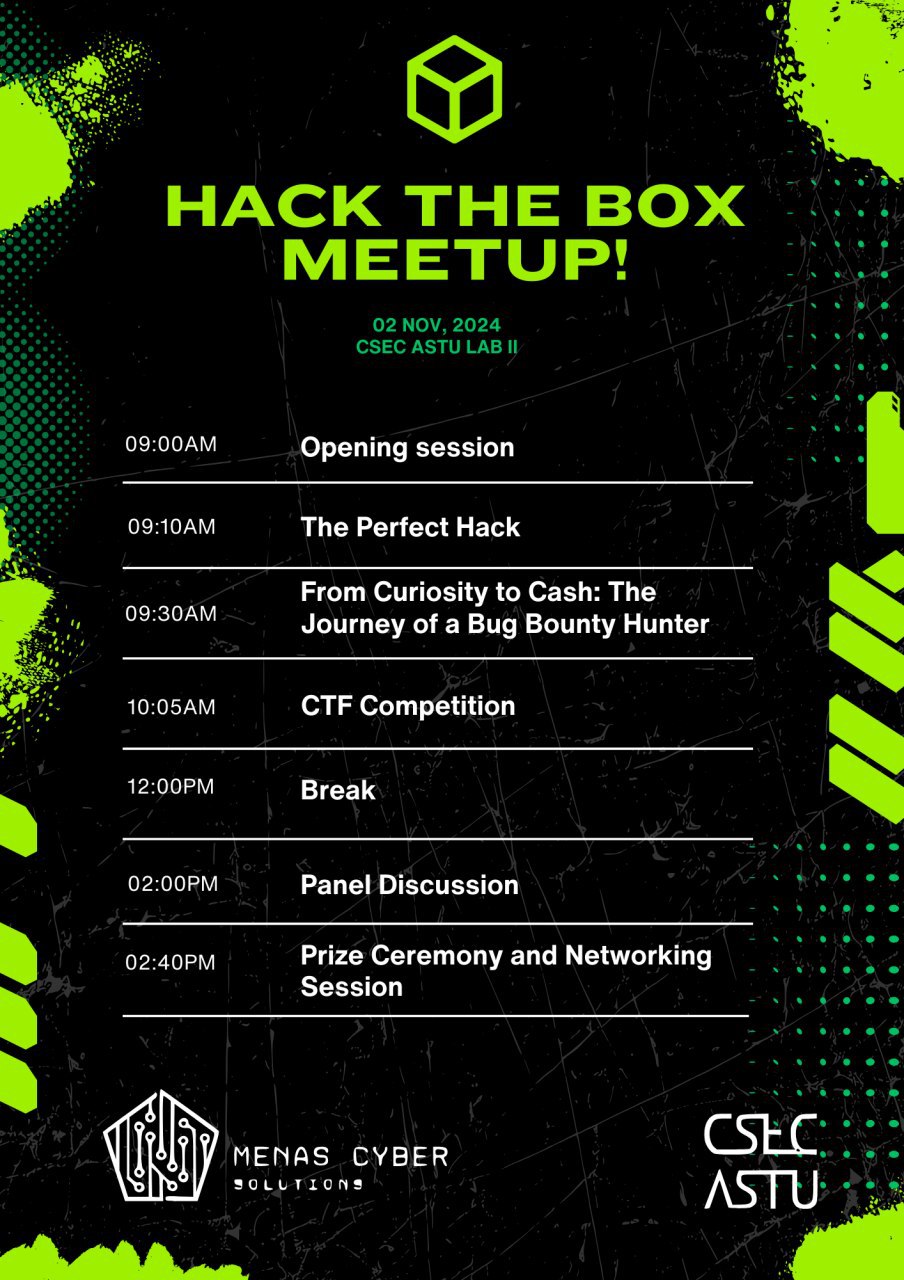 HACK THE BOX
MEETUP!
02 NOV, 2024
CSEC ASTU LAB II
09:00AM Opening session
09:10AM The Perfect Hack
09:30AM From Curiosity to Cash: The
Journey of a Bug Bounty Hunter
10:05AM CTF Competition
12:00PM Break
02:00PM Panel Discussion
02:40PM Prize Ceremony and Networking
Session
MENAS CYBER
SOLUTIONS
CSEC
ASTU